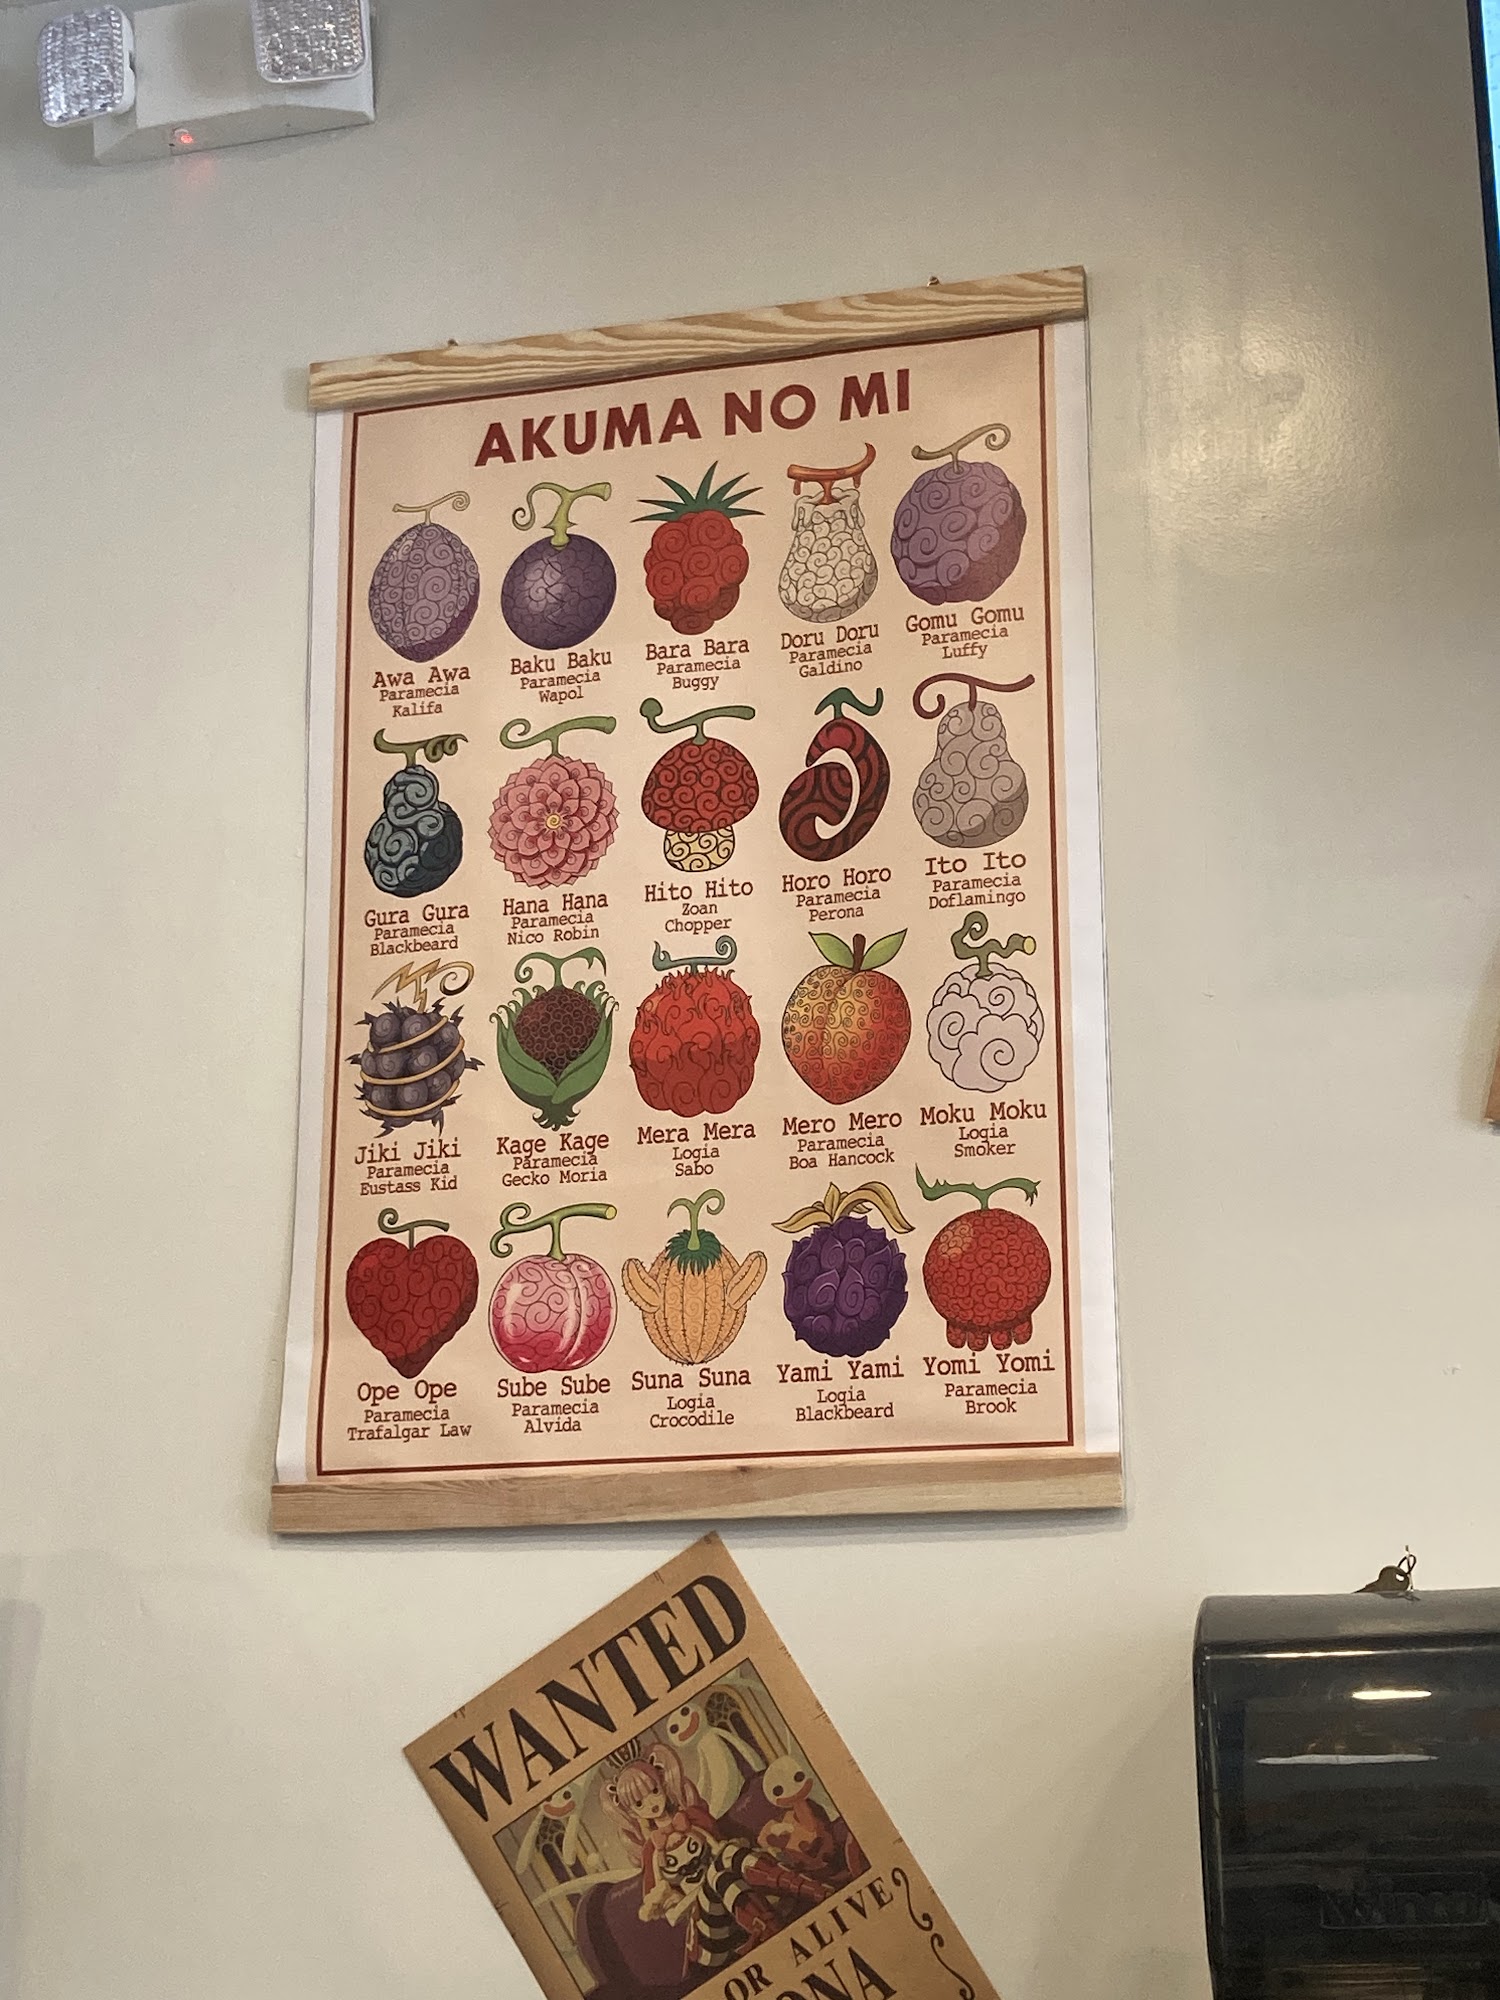 AKUMA NO MI
Awa Awa
Paramecia
Kalifa
Baku Baku
Paramecia
Wapol
Bara Bara
Paramecia
Buggy
Doru Doru
Paramecia
Galdino
Gomu Gomu
Paramecia
Luffy
Gura Gura
Paramecia
Blackbeard
Hana Hana
Paramecia
Nico Robin
Hito Hito
Zoan
Chopper
Horo Horo
Paramecia
Perona
Ito Ito
Paramecia
Doflamingo
Jiki Jiki
Paramecia
Eustass Kid
Kage Kage
Paramecia
Gecko Moria
Mera Mera
Logia
Sabo
Mero Mero
Paramecia
Boa Hancock
Moku Moku
Logia
Smoker
Ope Ope
Paramecia
Trafalgar Law
Sube Sube
Paramecia
Alvida
Suna Suna
Logia
Crocodile
Yami Yami
Logia
Blackbeard
Yomi Yomi
Paramecia
Brook
WANTED
OR ALIVE